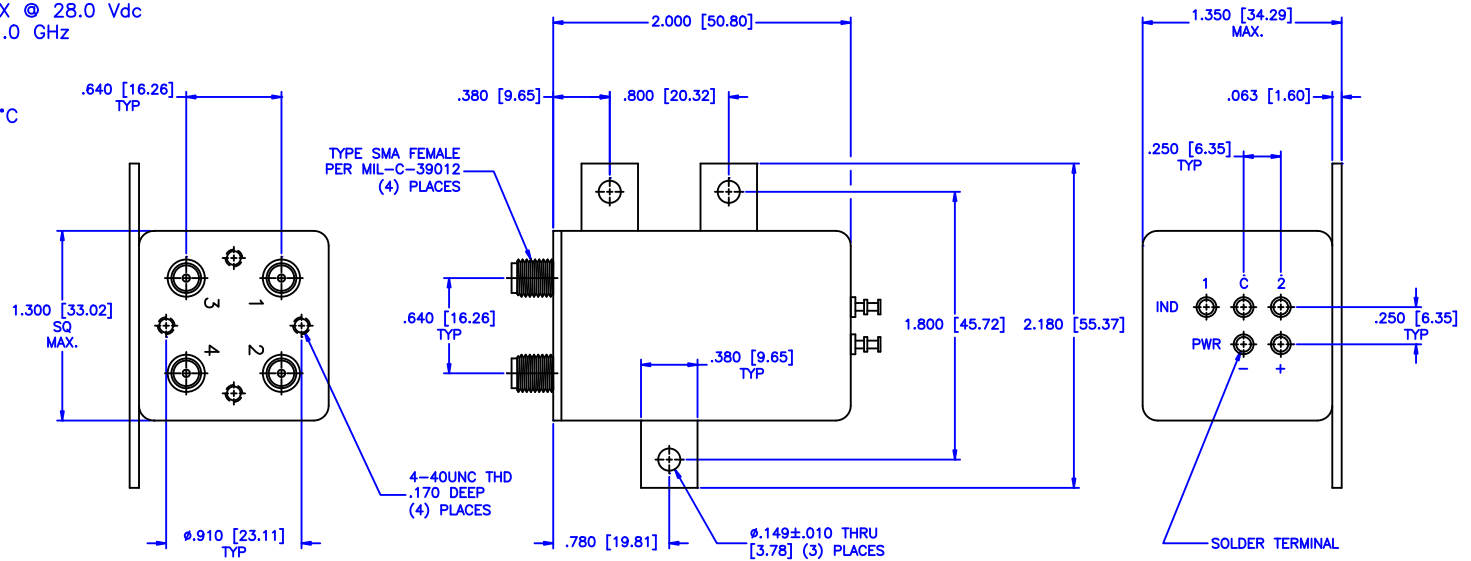 X @ 28.0 Vdc
.0 GHz
°C
.640 [16.26]
TYP
1.300 [33.02]
SQ
MAX.
3
1
4
2
4-40UNC THD
.170 DEEP
(4) PLACES
ø.910 [23.11]
TYP
2.000 [50.80]
.380 [9.65]
.800 [20.32]
TYPE SMA FEMALE
PER MIL-C-39012
(4) PLACES
.640 [16.26]
TYP
.380 [9.65]
TYP
1.800 [45.72]
2.180 [55.37]
.780 [19.81]
ø.149±.010 THRU
[3.78] (3) PLACES
1.350 [34.29]
MAX.
.063 [1.60]
.250 [6.35]
TYP
1 C 2
IND
PWR
- +
.250 [6.35]
TYP
SOLDER TERMINAL